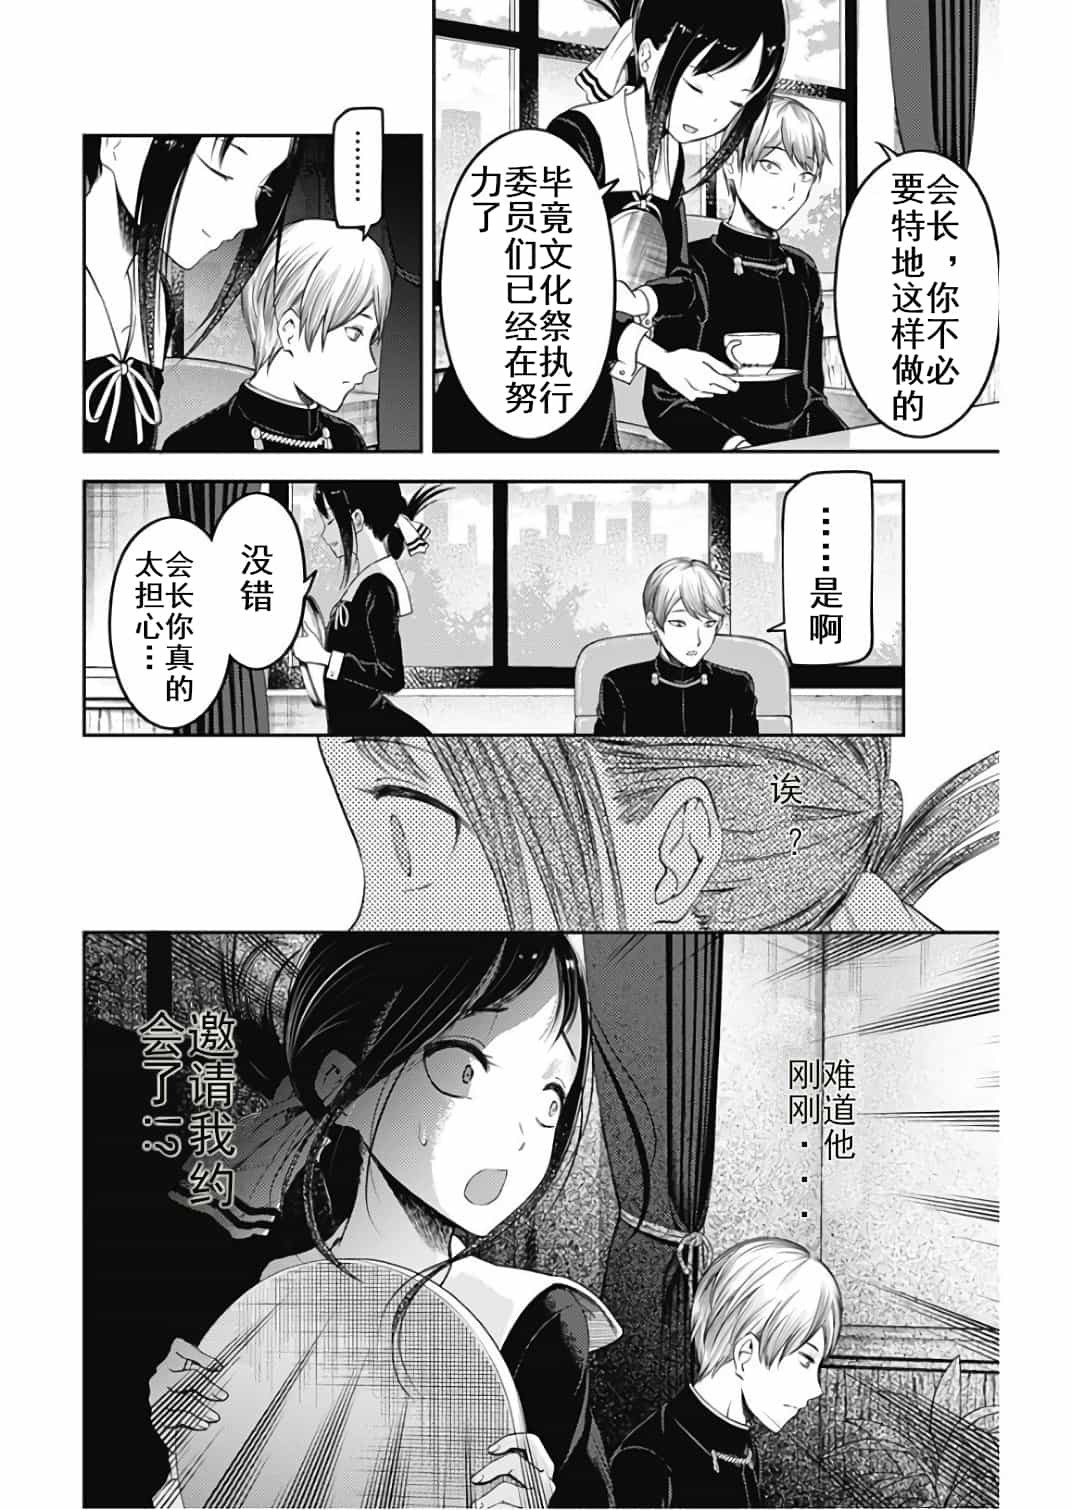 会长，你不必
要特地这样做的
毕竟文化祭执行
委员们已经在努
力了
………
……是啊
没错
会长你真的
太担心…
诶？
难道他
刚刚...
邀请我约
会了!?